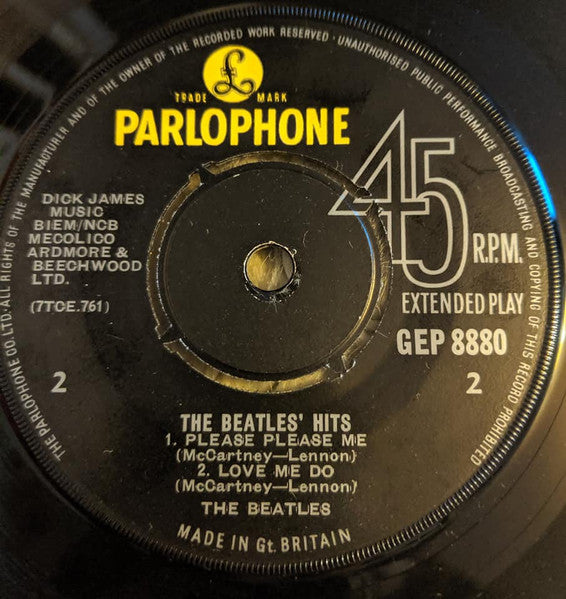 THE PARLOPHONE CO.LTD·ALL RIGHTS OF THE MANUFACTURER AND OF THE OWNER OF THE RECORDED WORK RESERVED·UNAUTHORISED PUBLIC PERFORMANCE BROADCASTING AND COPYING OF THIS RECORD PROHIBITED
£
TRADE MARK
PARLOPHONE
45
R.P.M.
EXTENDED PLAY
GEP 8880
DICK JAMES
MUSIC
BIEM/NCB
MECOLICO
ARDMORE &
BEECHWOOD
LTD.
(7TCE.761)
2
2
THE BEATLES' HITS
1. PLEASE PLEASE ME
(McCartney—Lennon)
2. LOVE ME DO
(McCartney—Lennon)
THE BEATLES
MADE IN Gt. BRITAIN